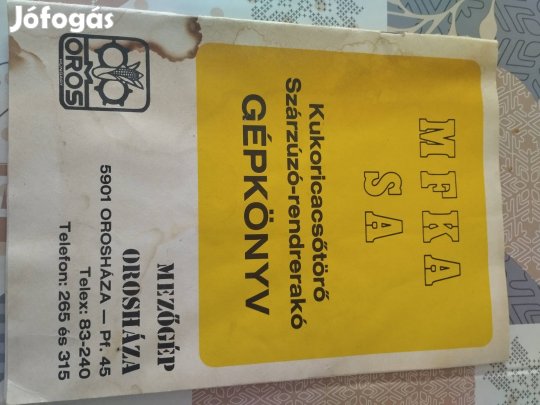 Jófogás
MFKA
SA
Kukoricacsőtörő
Szárzúzó-rendrerakó
GÉPKÖNYV
OROS
MEZŐGÉP
OROSHÁZA
5901 OROSHÁZA — Pf. 45
Telex: 83-240
Telefon: 265 és 315